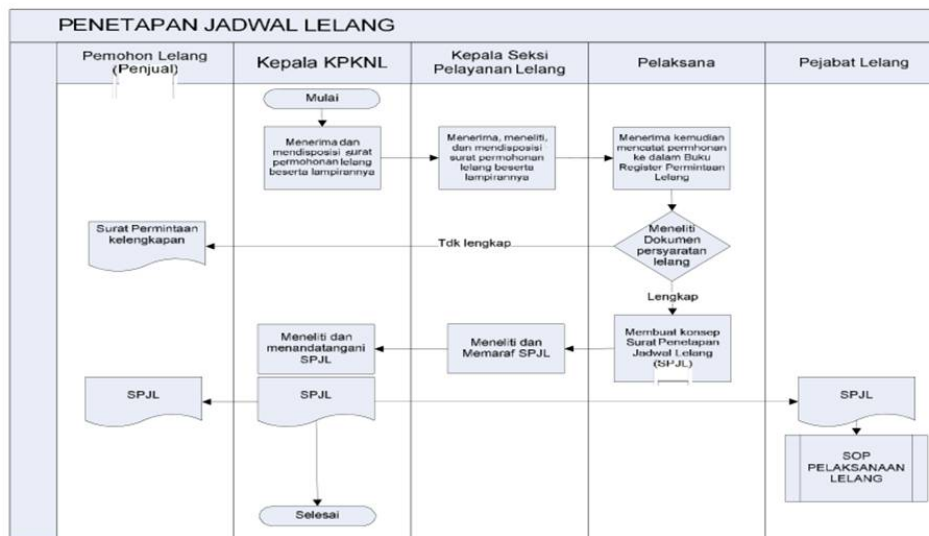 PENETAPAN JADWAL LELANG
Pemohon Lelang
(Penjual)
Kepala KPKNL
Kepala Seksi
Pelayanan Lelang
Pelaksana
Pejabat Lelang
Mulai
Menerima dan
mendisposisi surat
permohonan lelang
beserta lampirannya
Menerima, meneliti,
dan mendisposisi
surat permohonan
lelang beserta
lampirannya
Menerima kemudian
mencatat permhonan
ke dalam Buku
Register Permintaan
Lelang
Surat Permintaan
kelengkapan
Tdk lengkap
Meneliti
Dokumen
persyaratan
lelang
Lengkap
Meneliti dan
menandatangani
SPJL
Meneliti dan
Memaraf SPJL
Membuat konsep
Surat Penetapan
Jadwal Lelang
(SPJL)
SPJL
SPJL
SPJL
SOP
PELAKSANAAN
LELANG
Selesai